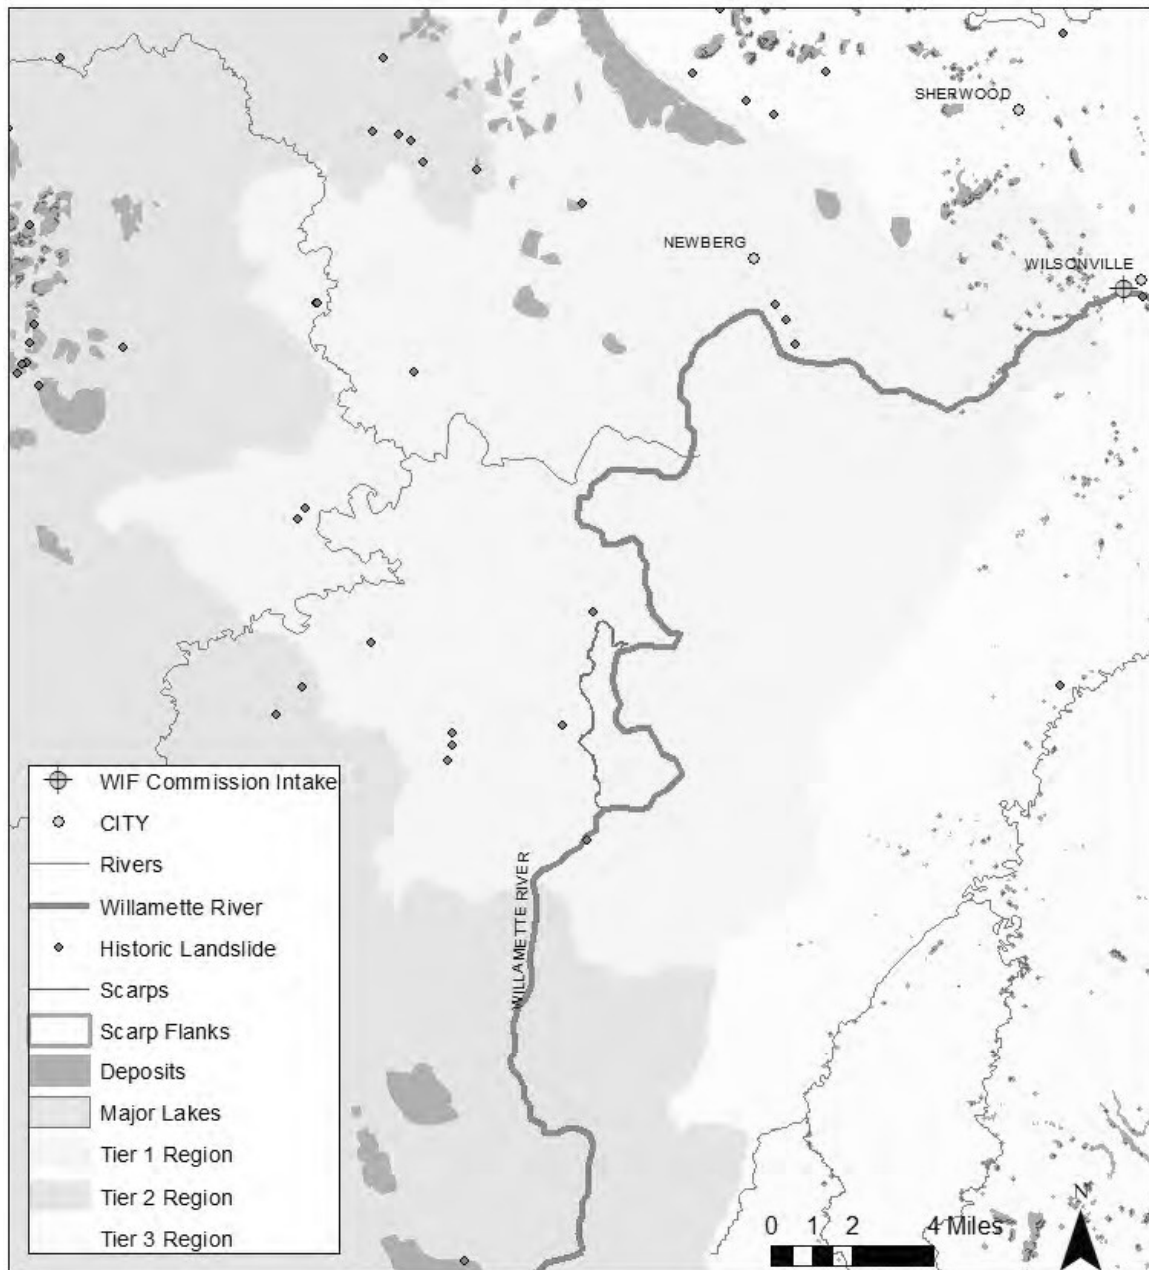 SHERWOOD
NEWBERG
WILSONVILLE
WILLAMETTE RIVER
WIF Commission Intake
CITY
Rivers
Willamette River
Historic Landslide
Scarps
Scarp Flanks
Deposits
Major Lakes
Tier 1 Region
Tier 2 Region
Tier 3 Region
N
0 1 2 4 Miles